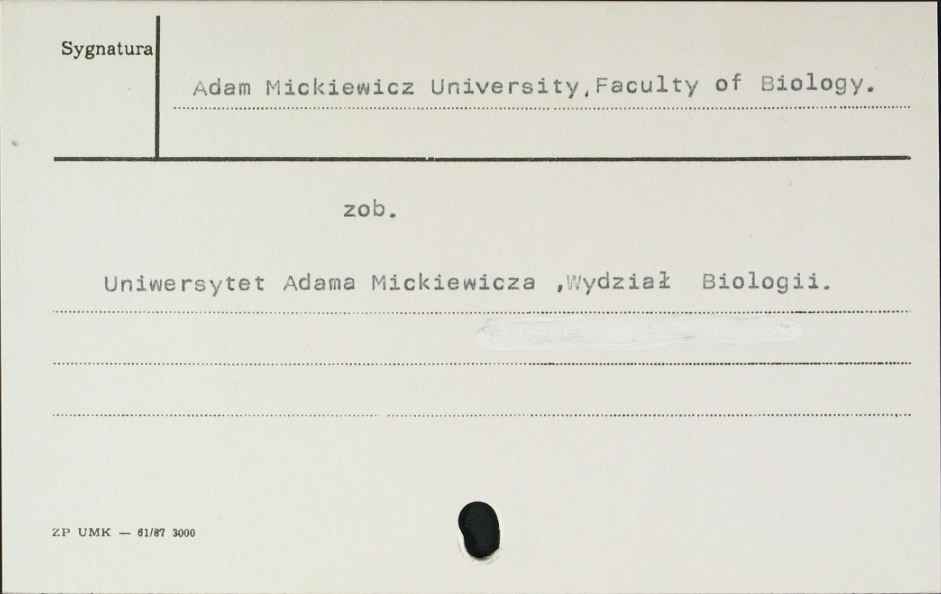 Sygnatura
Adam Mickiewicz University,Faculty of Biology.
zob.
Uniwersytet Adama Mickiewicza ,Wydział Biologii.
ZP UMK — 61/87 3000